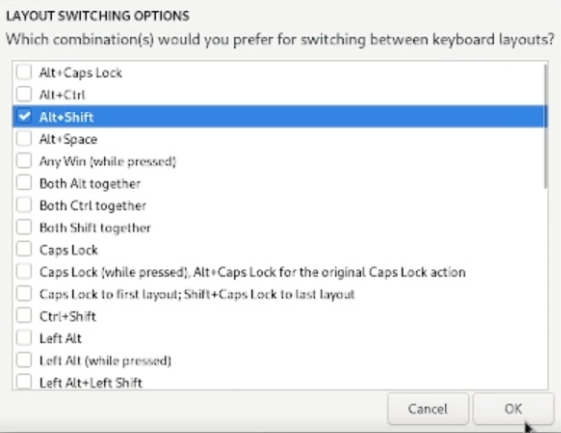 LAYOUT SWITCHING OPTIONS
Which combination(s) would you prefer for switching between keyboard layouts?
Alt+Caps Lock
Alt+Ctrl
Alt+Shift
Alt+Space
Any Win (while pressed)
Both Alt together
Both Ctrl together
Both Shift together
Caps Lock
Caps Lock (while pressed), Alt+Caps Lock for the original Caps Lock action
Caps Lock to first layout; Shift+Caps Lock to last layout
Ctrl+Shift
Left Alt
Left Alt (while pressed)
Left Alt+Left Shift
Cancel OK